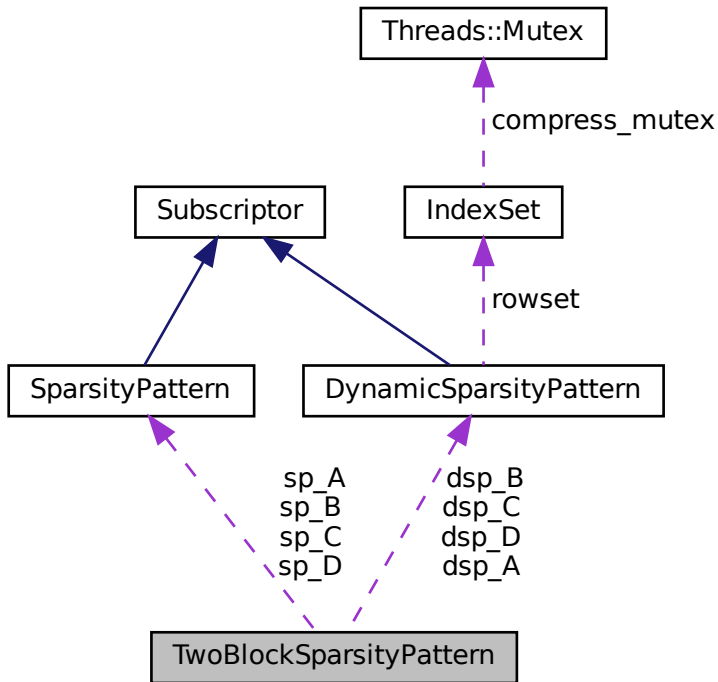 Threads::Mutex
compress_mutex
Subscriptor
IndexSet
rowset
SparsityPattern
DynamicSparsityPattern
sp_A
sp_B
sp_C
sp_D
dsp_B
dsp_C
dsp_D
dsp_A
TwoBlockSparsityPattern